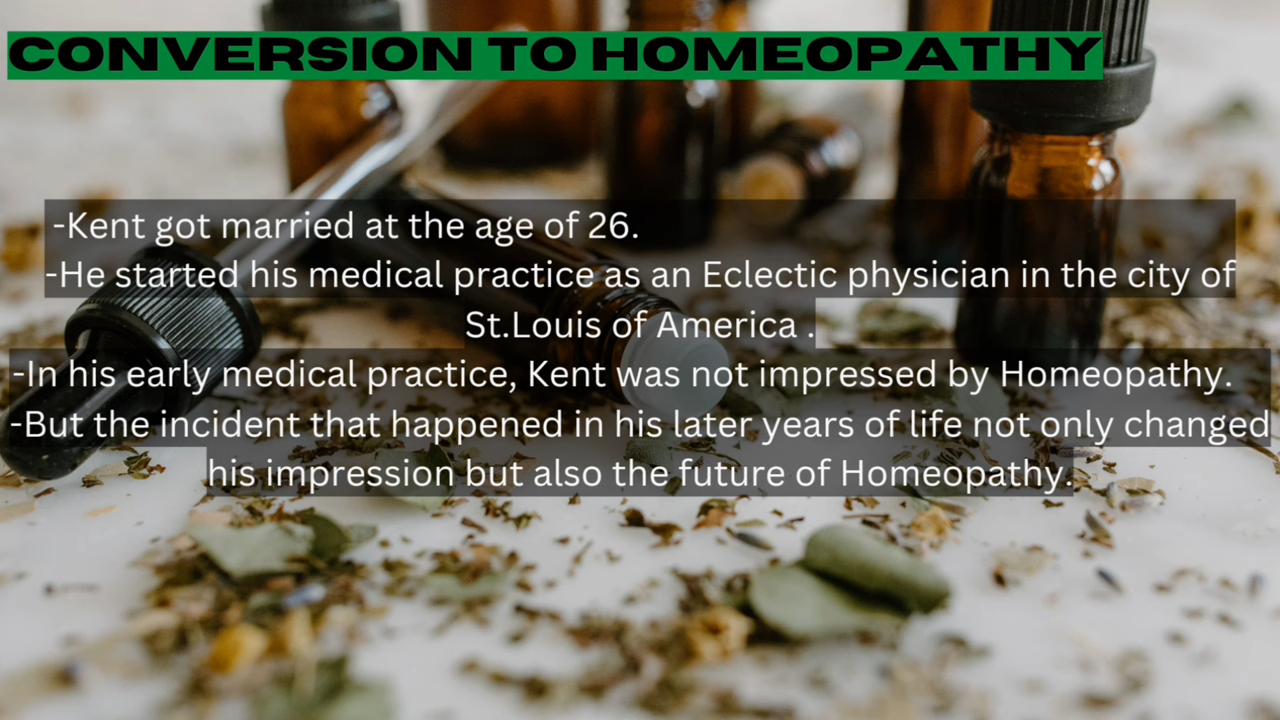 CONVERSION TO HOMEOPATHY
-Kent got married at the age of 26.
-He started his medical practice as an Eclectic physician in the city of
St.Louis of America .
-In his early medical practice, Kent was not impressed by Homeopathy.
-But the incident that happened in his later years of life not only changed
his impression but also the future of Homeopathy.